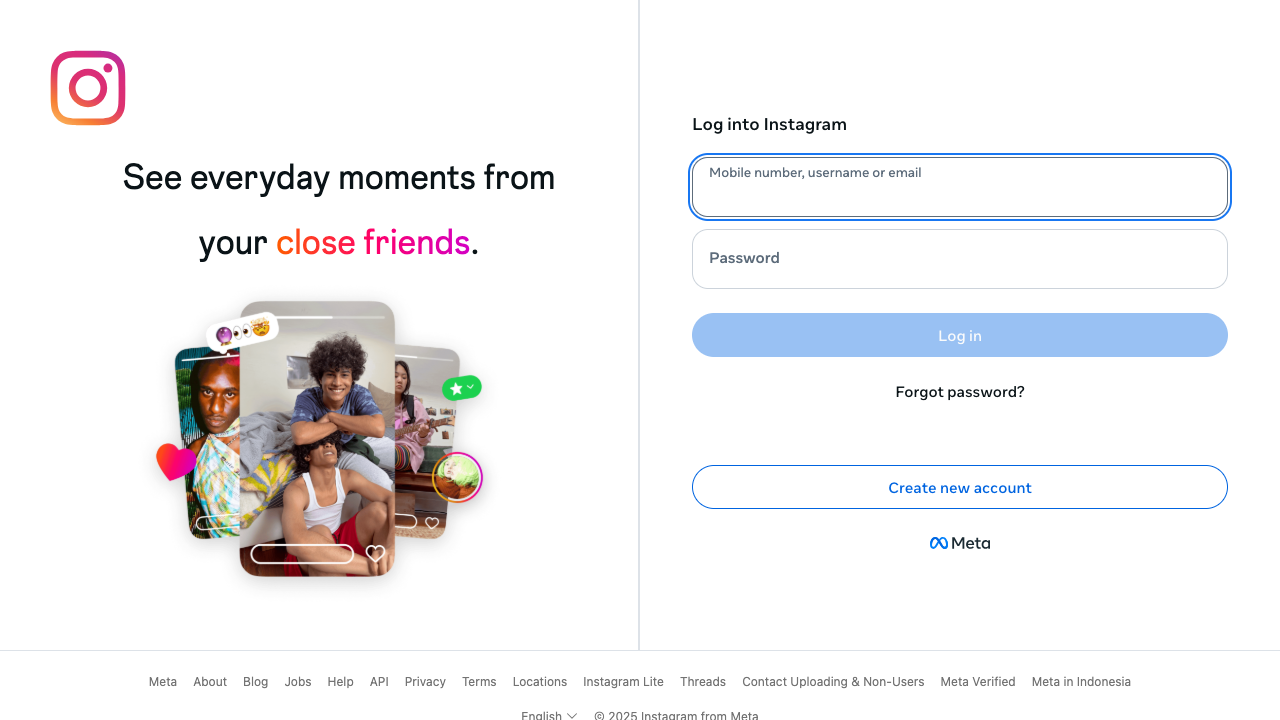 See everyday moments from
your close friends.
Log into Instagram
Mobile number, username or email
Password
Log in
Forgot password?
Create new account
Meta
Meta About Blog Jobs Help API Privacy Terms Locations Instagram Lite Threads Contact Uploading & Non-Users Meta Verified Meta in Indonesia
English © 2025 Instagram from Meta